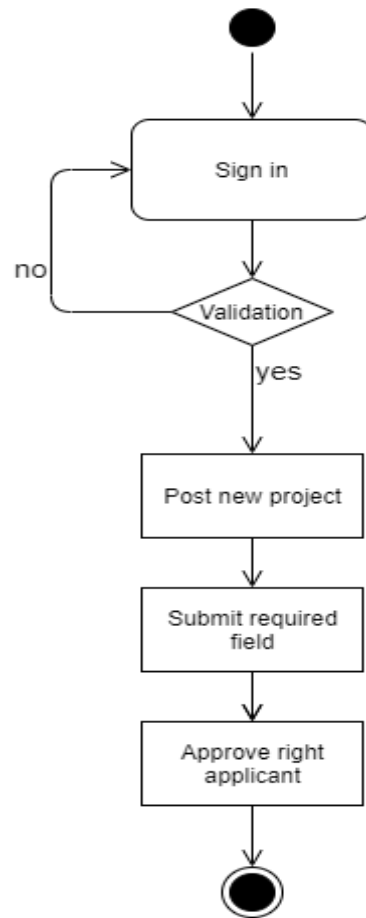 Sign in
no
Validation
yes
Post new project
Submit required
field
Approve right
applicant